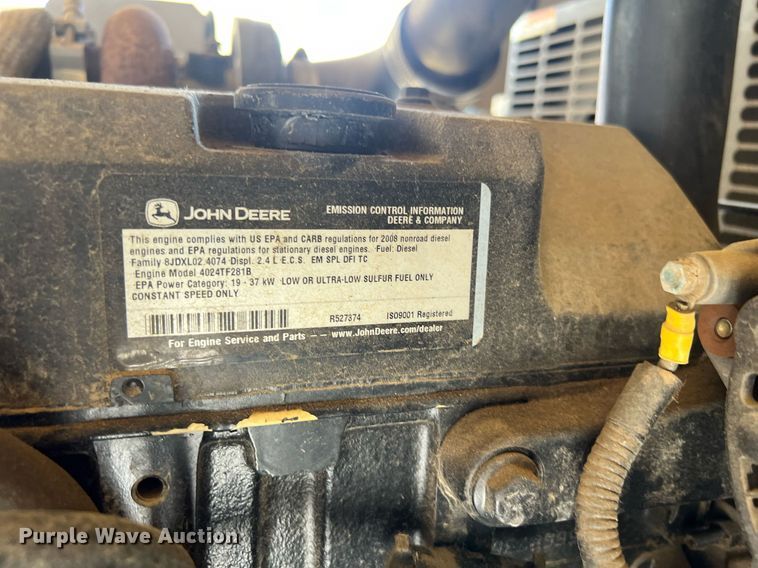 JOHN DEERE
EMISSION CONTROL INFORMATION
DEERE & COMPANY
This engine complies with US EPA and CARB regulations for 2008 nonroad diesel
engines and EPA regulations for stationary diesel engines. Fuel: Diesel
Family 8JDXL02.4074 Displ. 2.4 L E.C.S. EM SPL DFI TC
Engine Model 4024TF281B
EPA Power Category: 19 - 37 kW LOW OR ULTRA-LOW SULFUR FUEL ONLY
CONSTANT SPEED ONLY
R527374 ISO9001 Registered
For Engine Service and Parts -- www.JohnDeere.com/dealer
Purple Wave Auction